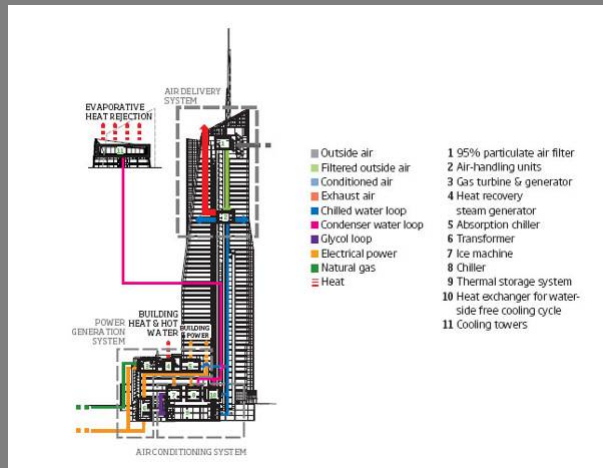 AIR DELIVERY
SYSTEM
EVAPORATIVE
HEAT REJECTION
11
Outside air
Filtered outside air
Conditioned air
Exhaust air
Chilled water loop
Condenser water loop
Glycol loop
Electrical power
Natural gas
Heat
1 95% particulate air filter
2 Air-handling units
3 Gas turbine & generator
4 Heat recovery
steam generator
5 Absorption chiller
6 Transformer
7 Ice machine
8 Chiller
9 Thermal storage system
10 Heat exchanger for water-
side free cooling cycle
11 Cooling towers
POWER
GENERATION
SYSTEM
BUILDING
HEAT & HOT
WATER
BUILDING
POWER
AIR CONDITIONING SYSTEM